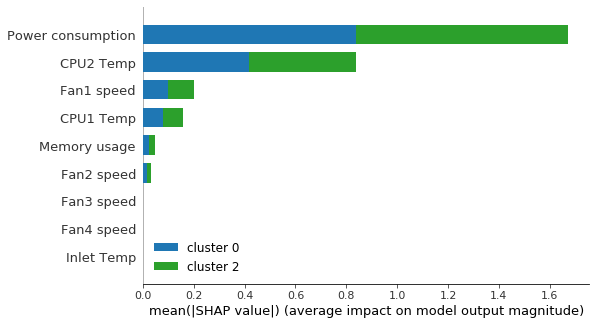 Power consumption
CPU2 Temp
Fan1 speed
CPU1 Temp
Memory usage
Fan2 speed
Fan3 speed
Fan4 speed
Inlet Temp
cluster 0
cluster 2
0.0 0.2 0.4 0.6 0.8 1.0 1.2 1.4 1.6
mean(|SHAP value|) (average impact on model output magnitude)